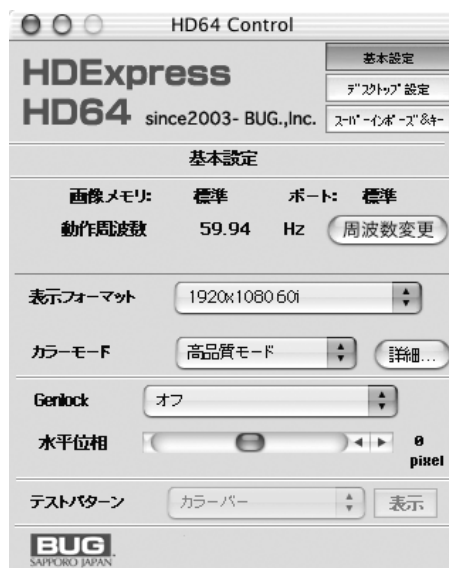 HD64 Control
HDExpress
HD64 since2003- BUG.,Inc.
基本設定
デスクトップ設定
スーパーインポーズ&キー
基本設定
画像メモリ: 標準 ボート: 標準
動作周波数 59.94 Hz 周波数変更
表示フォーマット 1920x1080 60i
カラーモード 高品質モード 詳細...
Genlock オフ
水平位相 0 pixel
テストパターン カラーバー 表示
BUG.
SAPPORO JAPAN